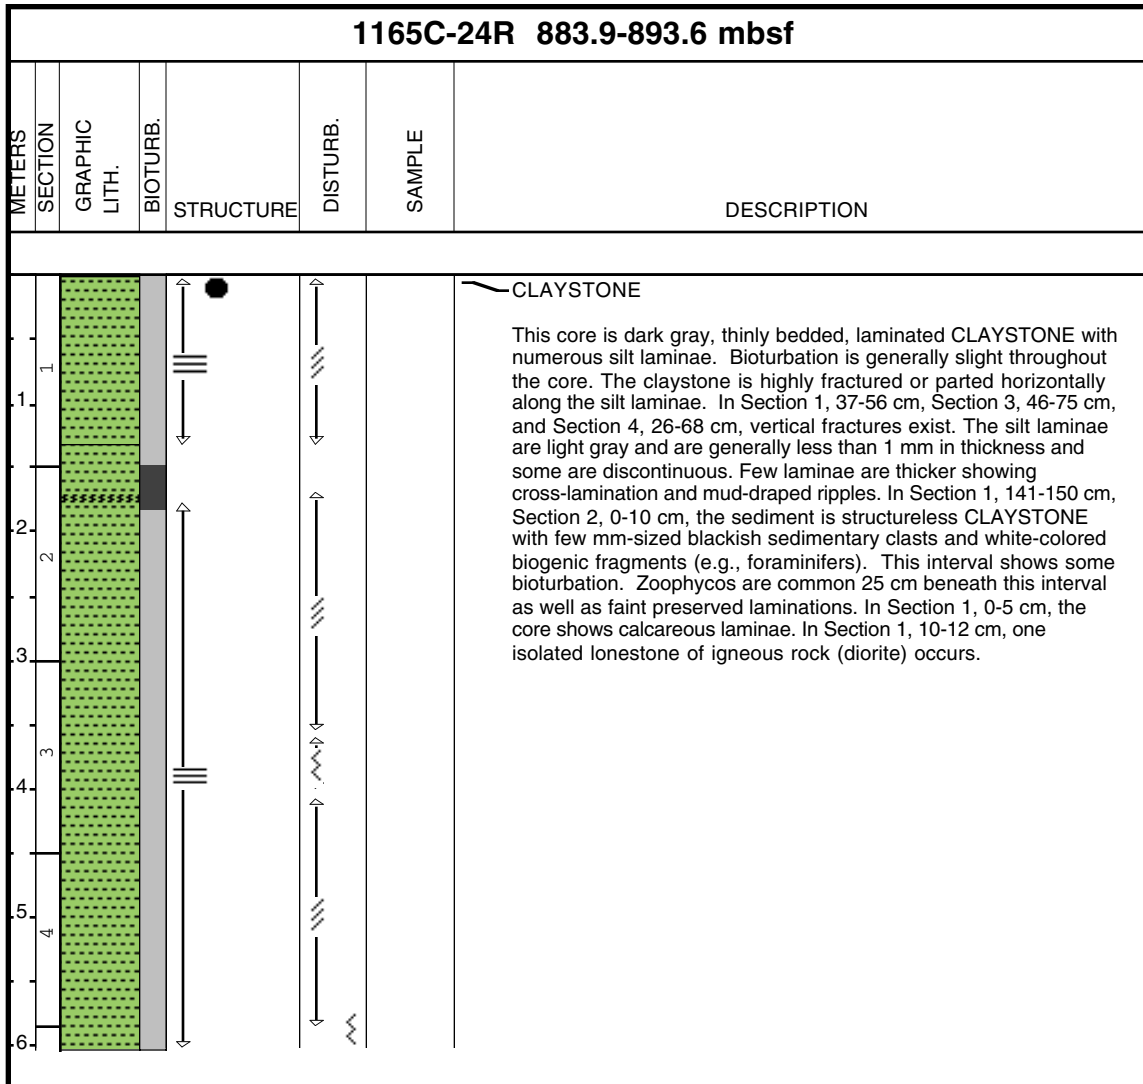 1165C-24R 883.9-893.6 mbsf
METERS
SECTION
GRAPHIC
LITH.
BIOTURB.
STRUCTURE
DISTURB.
SAMPLE
DESCRIPTION
1
1
2
2
3
3
4
5
4
6
CLAYSTONE
This core is dark gray, thinly bedded, laminated CLAYSTONE with
numerous silt laminae. Bioturbation is generally slight throughout
the core. The claystone is highly fractured or parted horizontally
along the silt laminae. In Section 1, 37-56 cm, Section 3, 46-75 cm,
and Section 4, 26-68 cm, vertical fractures exist. The silt laminae
are light gray and are generally less than 1 mm in thickness and
some are discontinuous. Few laminae are thicker showing
cross-lamination and mud-draped ripples. In Section 1, 141-150 cm,
Section 2, 0-10 cm, the sediment is structureless CLAYSTONE
with few mm-sized blackish sedimentary clasts and white-colored
biogenic fragments (e.g., foraminifers). This interval shows some
bioturbation. Zoophycos are common 25 cm beneath this interval
as well as faint preserved laminations. In Section 1, 0-5 cm, the
core shows calcareous laminae. In Section 1, 10-12 cm, one
isolated lonestone of igneous rock (diorite) occurs.